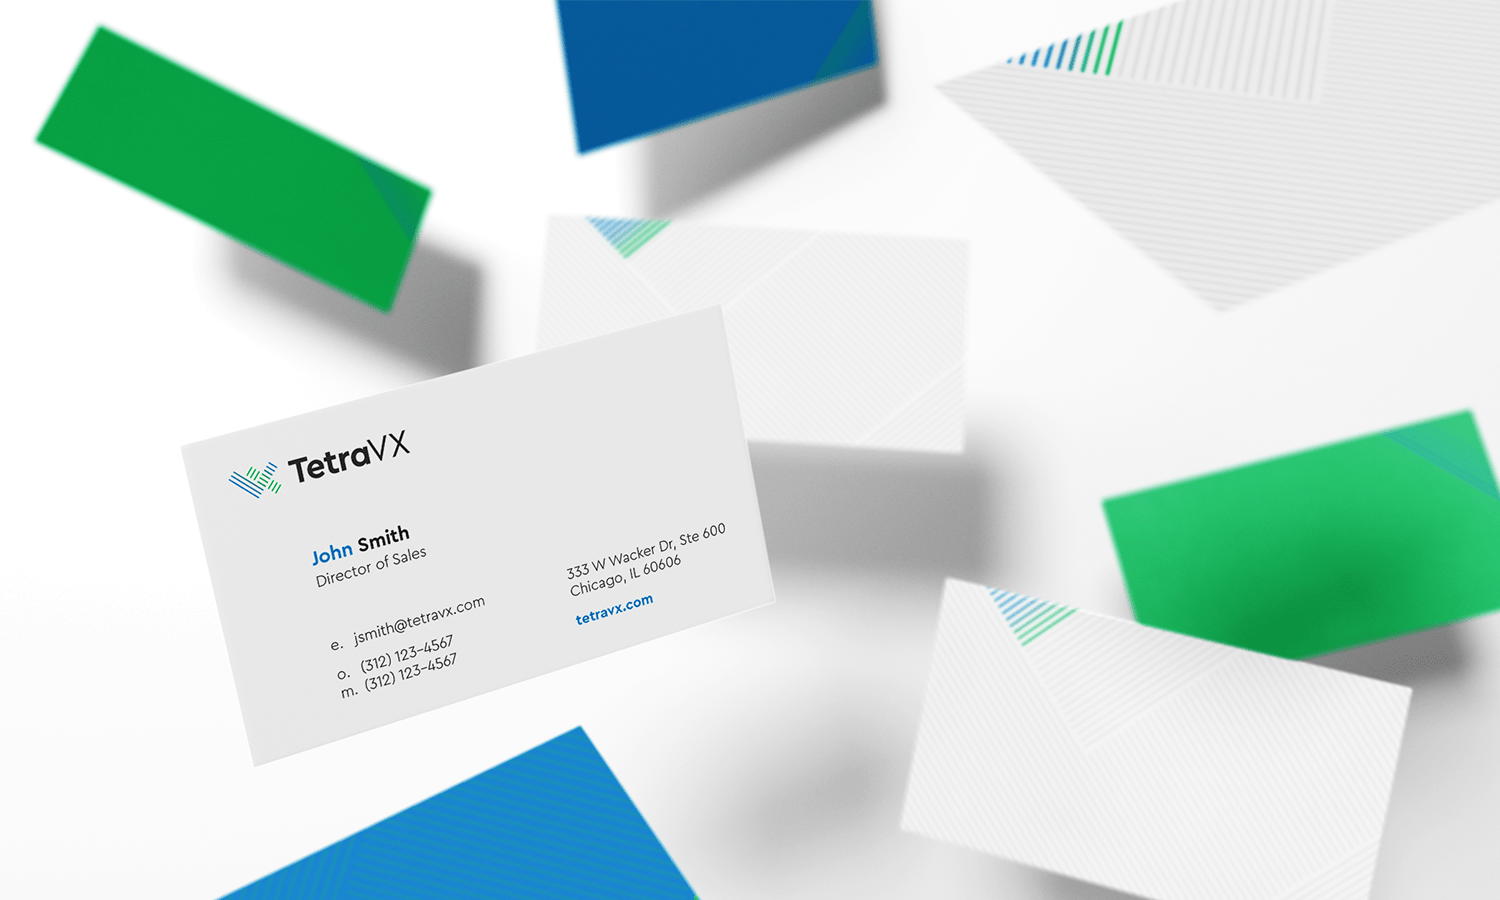 TetraVX
John Smith
Director of Sales
e. jsmith@tetravx.com
o. (312) 123-4567
m. (312) 123-4567
333 W Wacker Dr, Ste 600
Chicago, IL 60606
tetravx.com